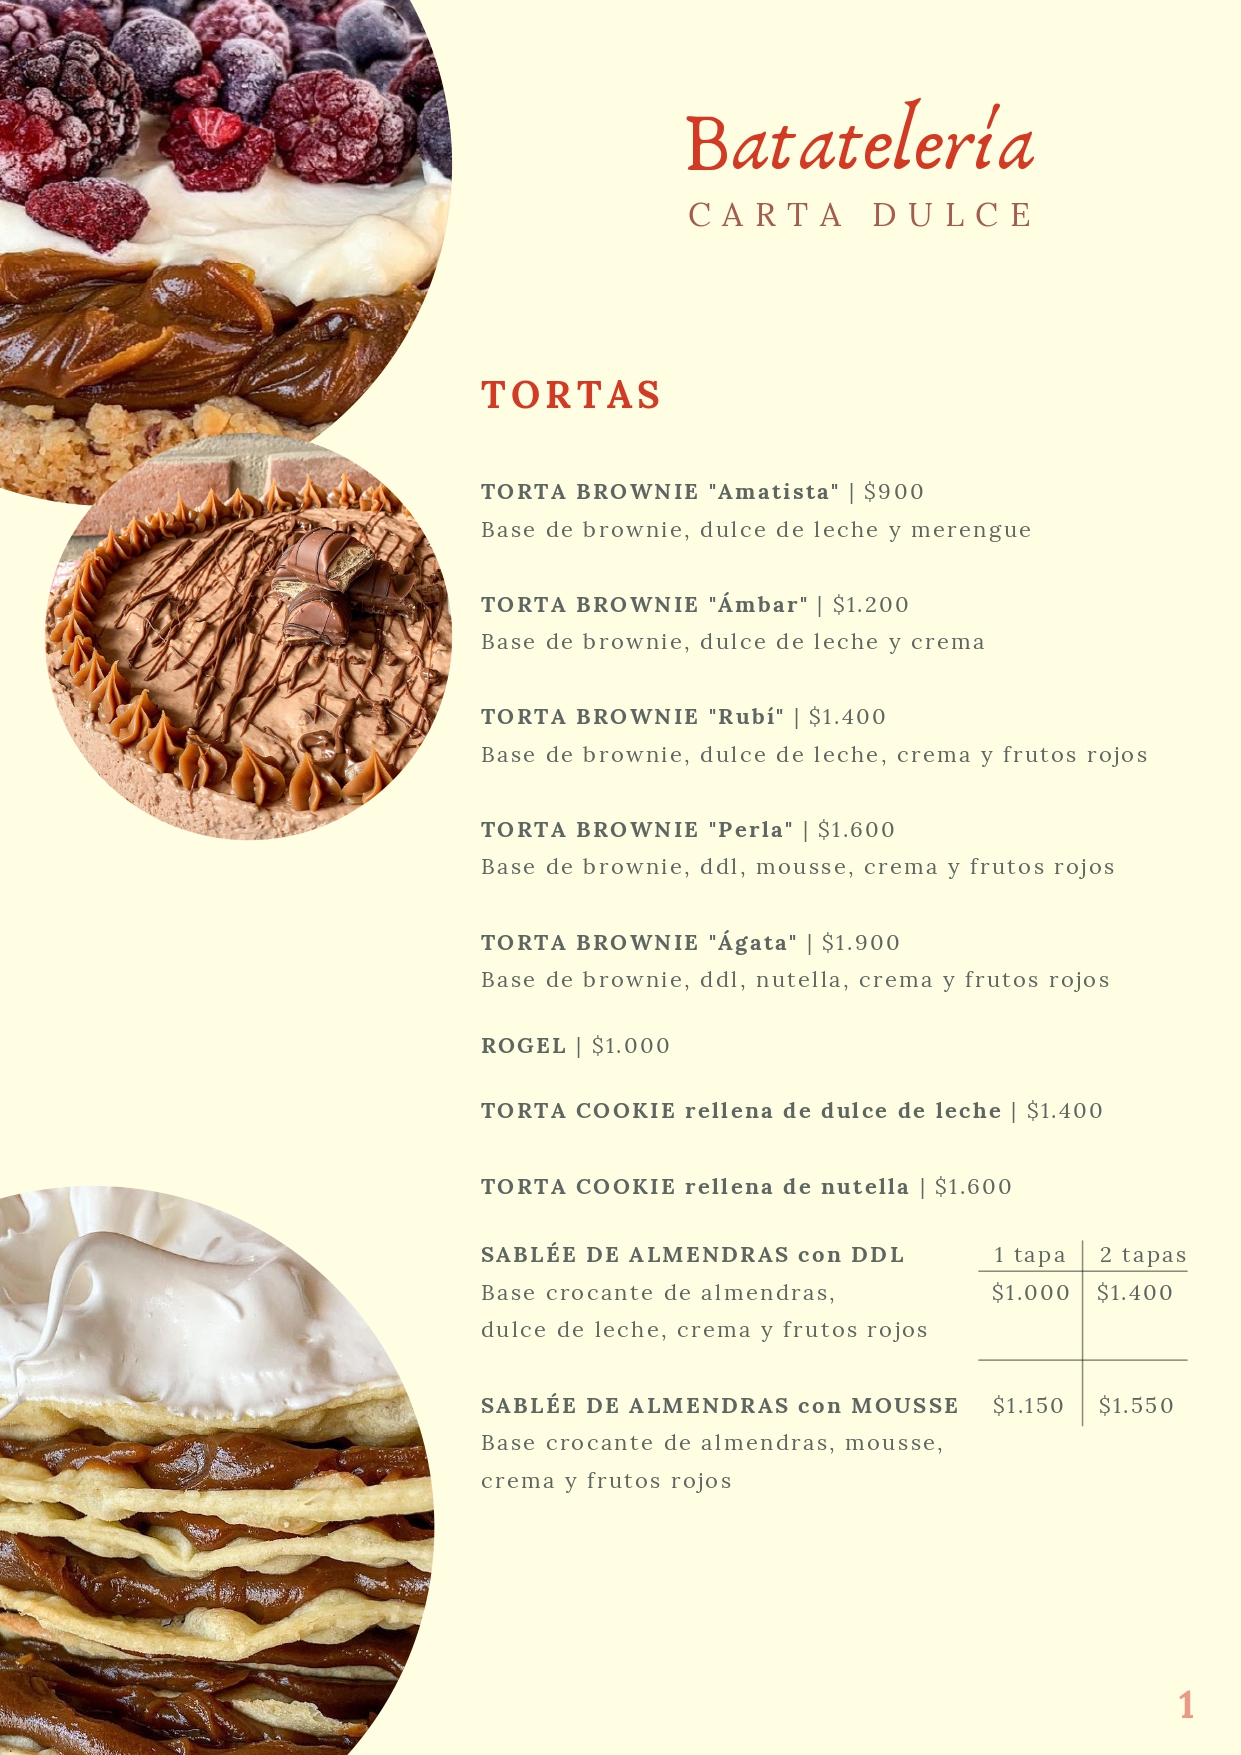 Batatelería
CARTA DULCE
TORTAS
TORTA BROWNIE "Amatista" | $900
Base de brownie, dulce de leche y merengue
TORTA BROWNIE "Ámbar" | $1.200
Base de brownie, dulce de leche y crema
TORTA BROWNIE "Rubí" | $1.400
Base de brownie, dulce de leche, crema y frutos rojos
TORTA BROWNIE "Perla" | $1.600
Base de brownie, ddl, mousse, crema y frutos rojos
TORTA BROWNIE "Ágata" | $1.900
Base de brownie, ddl, nutella, crema y frutos rojos
ROGEL | $1.000
TORTA COOKIE rellena de dulce de leche | $1.400
TORTA COOKIE rellena de nutella | $1.600
SABLÉE DE ALMENDRAS con DDL 1 tapa 2 tapas
Base crocante de almendras, $1.000 $1.400
dulce de leche, crema y frutos rojos
SABLÉE DE ALMENDRAS con MOUSSE $1.150 $1.550
Base crocante de almendras, mousse,
crema y frutos rojos
1